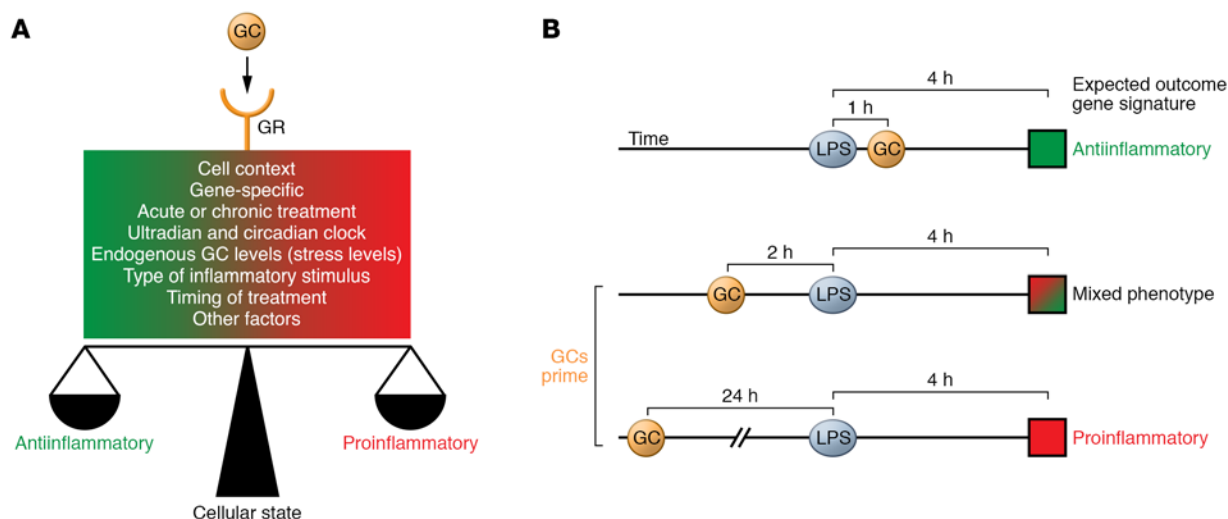 A
GC
GR
Cell context
Gene-specific
Acute or chronic treatment
Ultradian and circadian clock
Endogenous GC levels (stress levels)
Type of inflammatory stimulus
Timing of treatment
Other factors
Antiinflammatory
Proinflammatory
Cellular state
B
4 h
Expected outcome
gene signature
1 h
Time
LPS
GC
Antiinflammatory
4 h
2 h
GC
LPS
Mixed phenotype
GCs
prime
4 h
24 h
GC
LPS
Proinflammatory